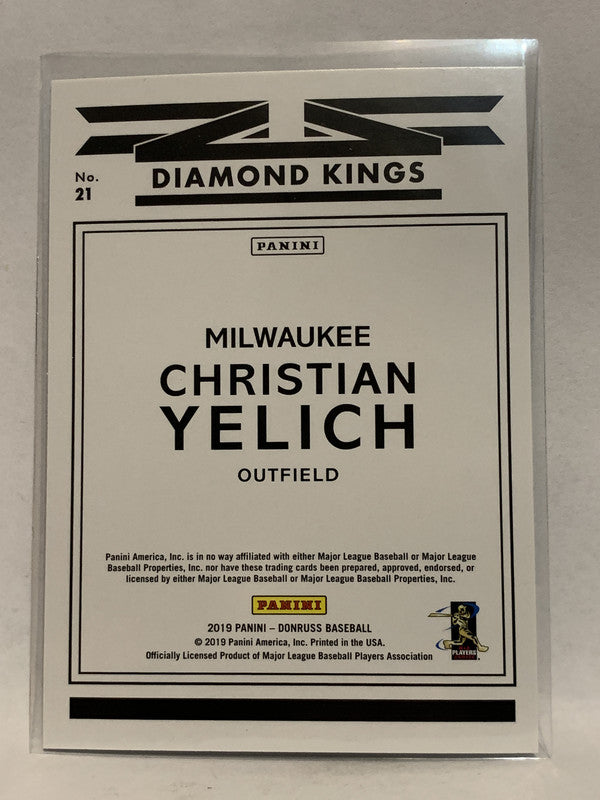 No.
21
DIAMOND KINGS
PANINI
MILWAUKEE
CHRISTIAN
YELICH
OUTFIELD
Panini America, Inc. is in no way affiliated with either Major League Baseball or Major League
Baseball Properties, Inc. nor have these trading cards been prepared, approved, endorsed, or
licensed by either Major League Baseball or Major League Baseball Properties, Inc.
PANINI
2019 PANINI – DONRUSS BASEBALL
© 2019 Panini America, Inc. Printed in the USA.
Officially Licensed Product of Major League Baseball Players Association
PLAYERS